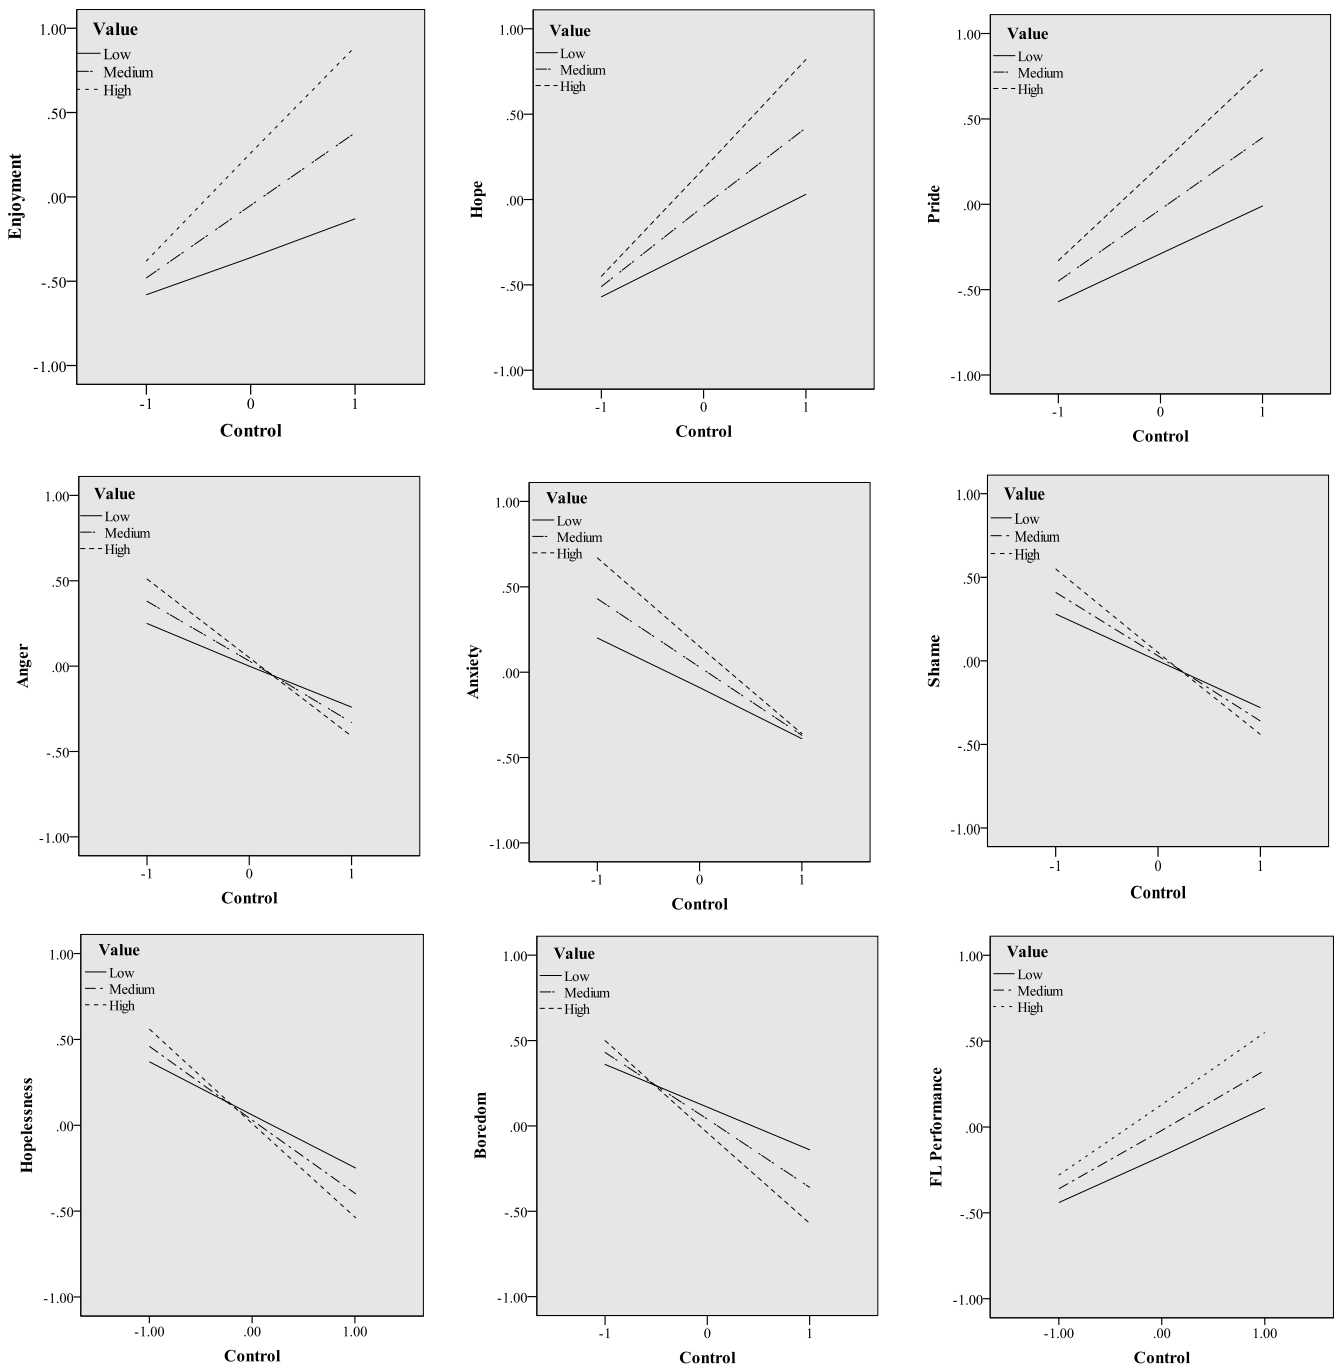 Value
Low
Medium
High
1.00
.50
.00
-.50
-1.00
Enjoyment
-1 0 1
Control
Value
Low
Medium
High
1.00
.50
.00
-.50
-1.00
Hope
-1 0 1
Control
Value
Low
Medium
High
1.00
.50
.00
-.50
-1.00
Pride
-1 0 1
Control
Value
Low
Medium
High
1.00
.50
.00
-.50
-1.00
Anger
-1 0 1
Control
Value
Low
Medium
High
1.00
.50
.00
-.50
-1.00
Anxiety
-1 0 1
Control
Value
Low
Medium
High
1.00
.50
.00
-.50
-1.00
Shame
-1 0 1
Control
Value
Low
Medium
High
1.00
.50
.00
-.50
-1.00
Hopelessness
-1.00 .00 1.00
Control
Value
Low
Medium
High
1.00
.50
.00
-.50
-1.00
Boredom
-1 0 1
Control
Value
Low
Medium
High
1.00
.50
.00
-.50
-1.00
FL Performance
-1.00 .00 1.00
Control